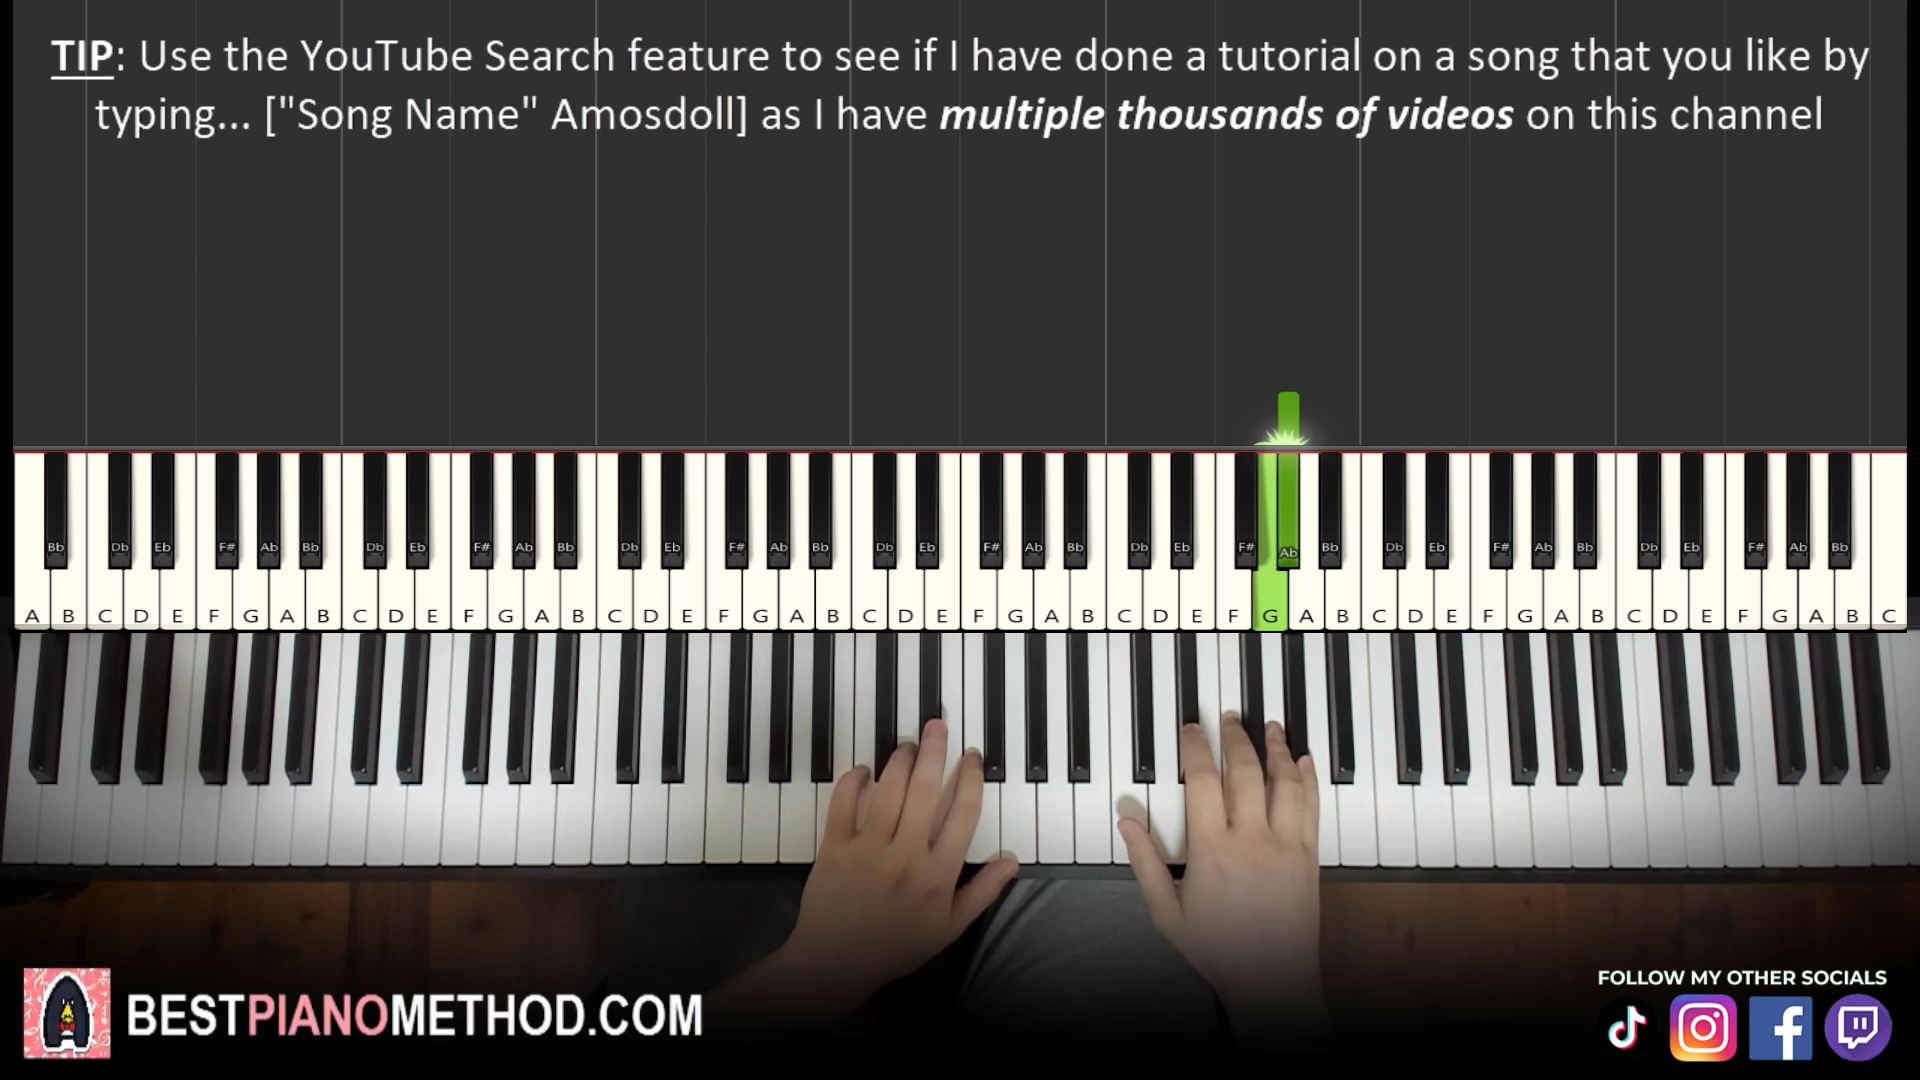 TIP: Use the YouTube Search feature to see if I have done a tutorial on a song that you like by
typing... ["Song Name" Amosdoll] as I have multiple thousands of videos on this channel
Bb Db Eb F# Ab Bb Db Eb F# Ab Bb Db Eb F# Ab Bb Db Eb F# Ab Bb Db Eb F# Ab Bb Db Eb F# Ab Bb Db Eb F# Ab Bb
A B C D E F G A B C D E F G A B C D E F G A B C D E F G A B C D E F G A B C D E F G A B C D E F G A B C
FOLLOW MY OTHER SOCIALS
BESTPIANOMETHOD.COM